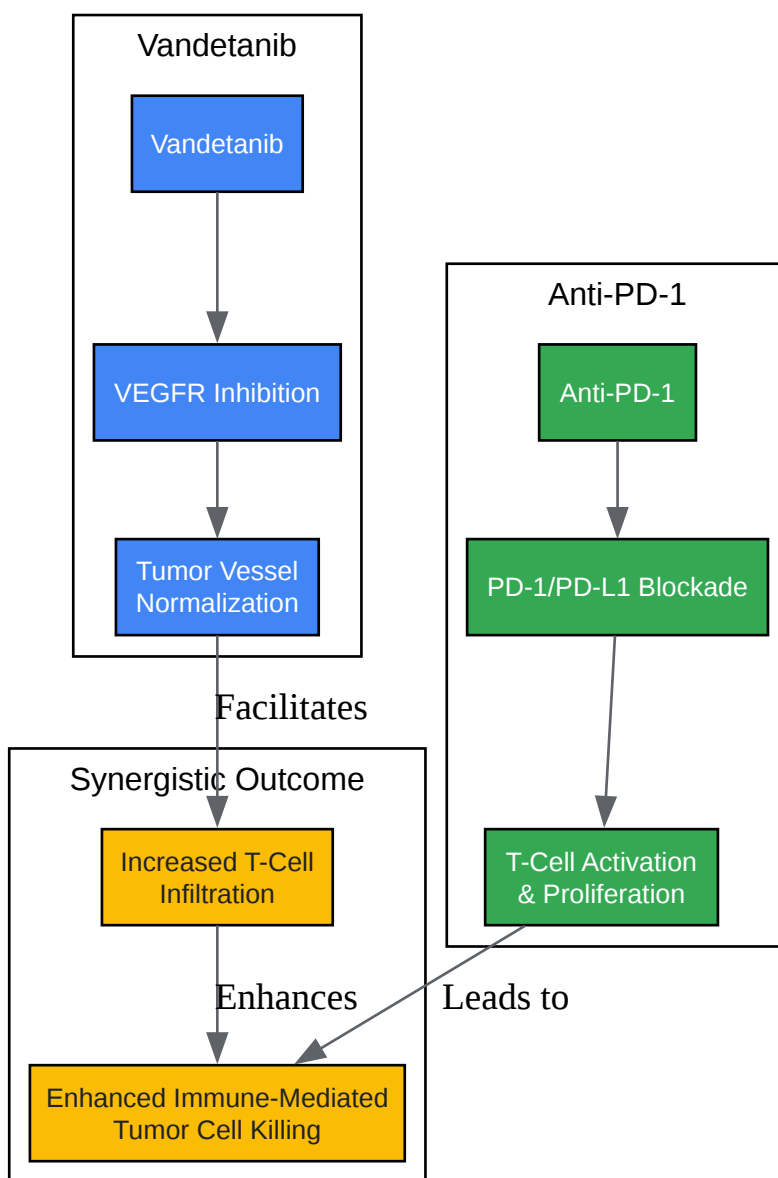 Vandetanib
Vandetanib
VEGFR Inhibition
Tumor Vessel
Normalization
Facilitates
Anti-PD-1
Anti-PD-1
PD-1/PD-L1 Blockade
T-Cell Activation
& Proliferation
Leads to
Synergistic Outcome
Increased T-Cell
Infiltration
Enhances
Enhanced Immune-Mediated
Tumor Cell Killing